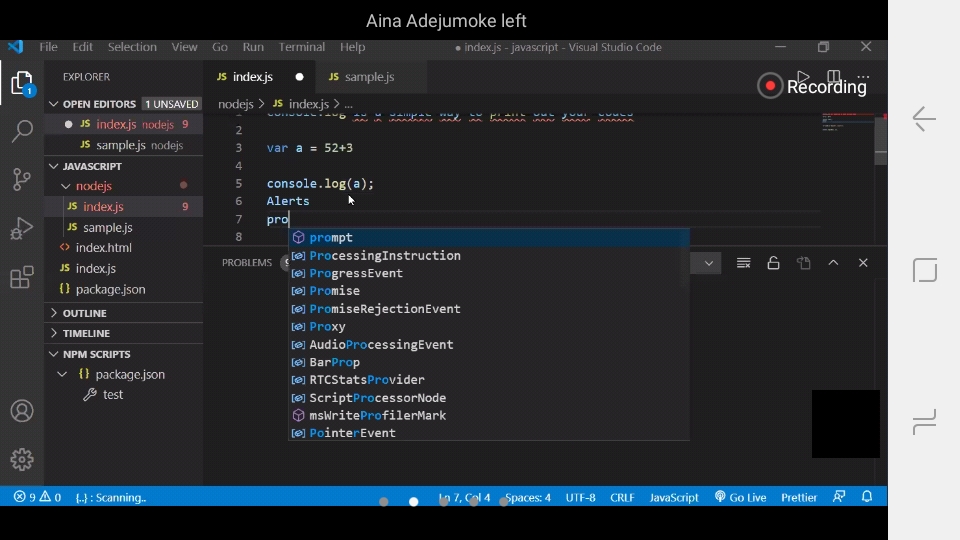 Aina Adejumoke left
File Edit Selection View Go Run Terminal Help
● index.js - javascript - Visual Studio Code
EXPLORER
JS index.js ●
JS sample.js
...
Recording
OPEN EDITORS 1 UNSAVED
● JS index.js nodejs 9
JS sample.js nodejs
JAVASCRIPT
nodejs
JS index.js 9
JS sample.js
<> index.html
JS index.js
{} package.json
OUTLINE
TIMELINE
NPM SCRIPTS
{} package.json
test
1
nodejs > JS index.js > ...
1 console.log is a simple way to print out your codes
2
3 var a = 52+3
4
5 console.log(a);
6 Alerts
7 pro
8
prompt
ProcessingInstruction
ProgressEvent
Promise
PromiseRejectionEvent
Proxy
AudioProcessingEvent
BarProp
RTCStatsProvider
ScriptProcessorNode
msWriteProfilerMark
PointerEvent
PROBLEMS 9
9 0 {..} : Scanning.. Ln 7, Col 4 Spaces: 4 UTF-8 CRLF JavaScript Go Live Prettier